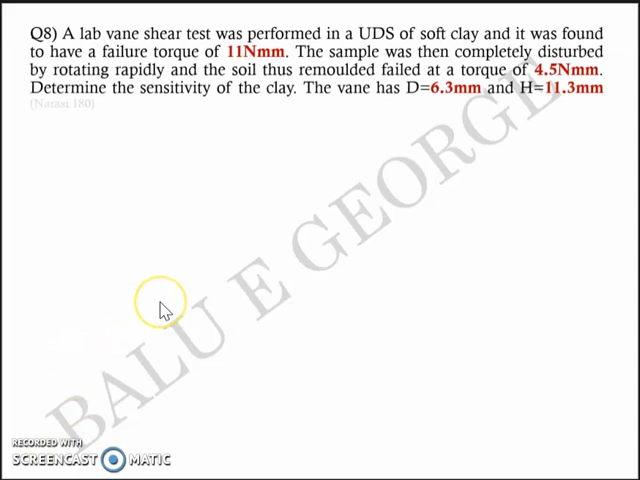 Q8) A lab vane shear test was performed in a UDS of soft clay and it was found
to have a failure torque of 11Nmm. The sample was then completely disturbed
by rotating rapidly and the soil thus remoulded failed at a torque of 4.5Nmm.
Determine the sensitivity of the clay. The vane has D=6.3mm and H=11.3mm
(Narasi 180)
BALU E GEORGE
RECORDED WITH
SCREENCAST MATIC